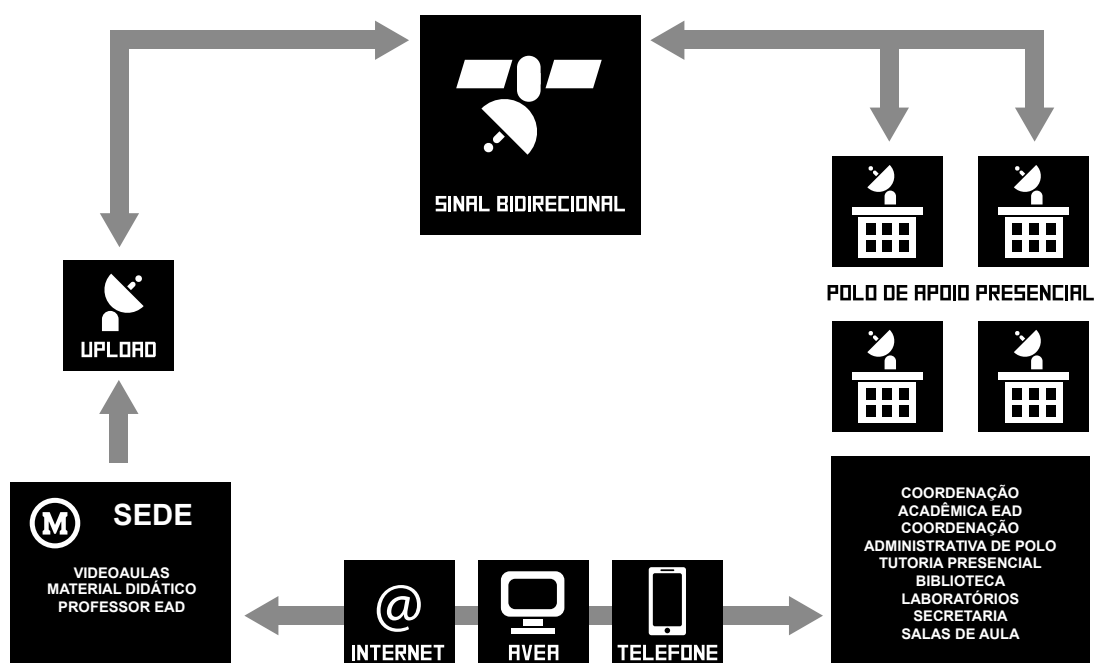 SINAL BIDIRECIONAL
POLO DE APOIO PRESENCIAL
UPLOAD
M
SEDE
VIDEOAULAS
MATERIAL DIDÁTICO
PROFESSOR EAD
@
INTERNET
AVEA
TELEFONE
COORDENAÇÃO
ACADÊMICA EAD
COORDENAÇÃO
ADMINISTRATIVA DE POLO
TUTORIA PRESENCIAL
BIBLIOTECA
LABORATÓRIOS
SECRETARIA
SALAS DE AULA